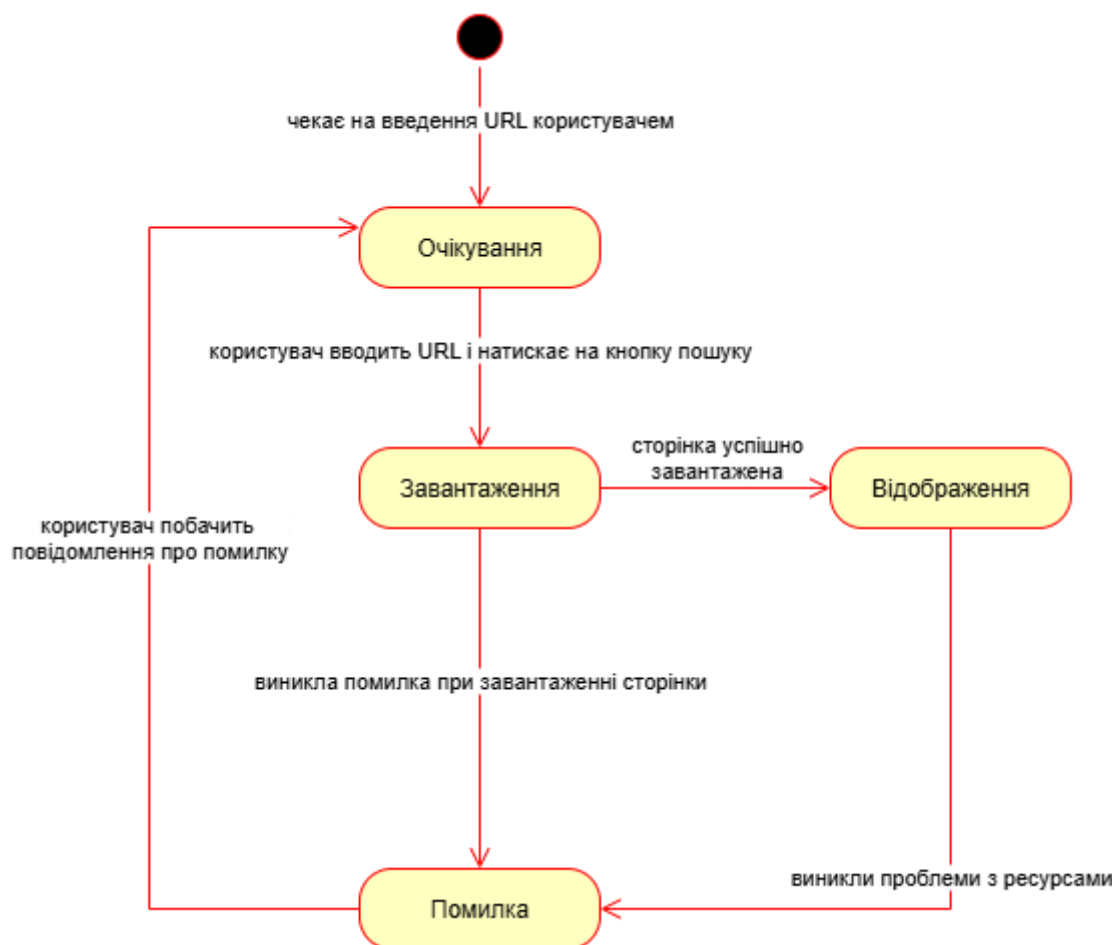 чекає на введення URL користувачем
Очікування
користувач вводить URL і натискає на кнопку пошуку
сторінка успішно
завантажена
Завантаження
Відображення
користувач побачить
повідомлення про помилку
виникла помилка при завантаженні сторінки
виникли проблеми з ресурсами
Помилка